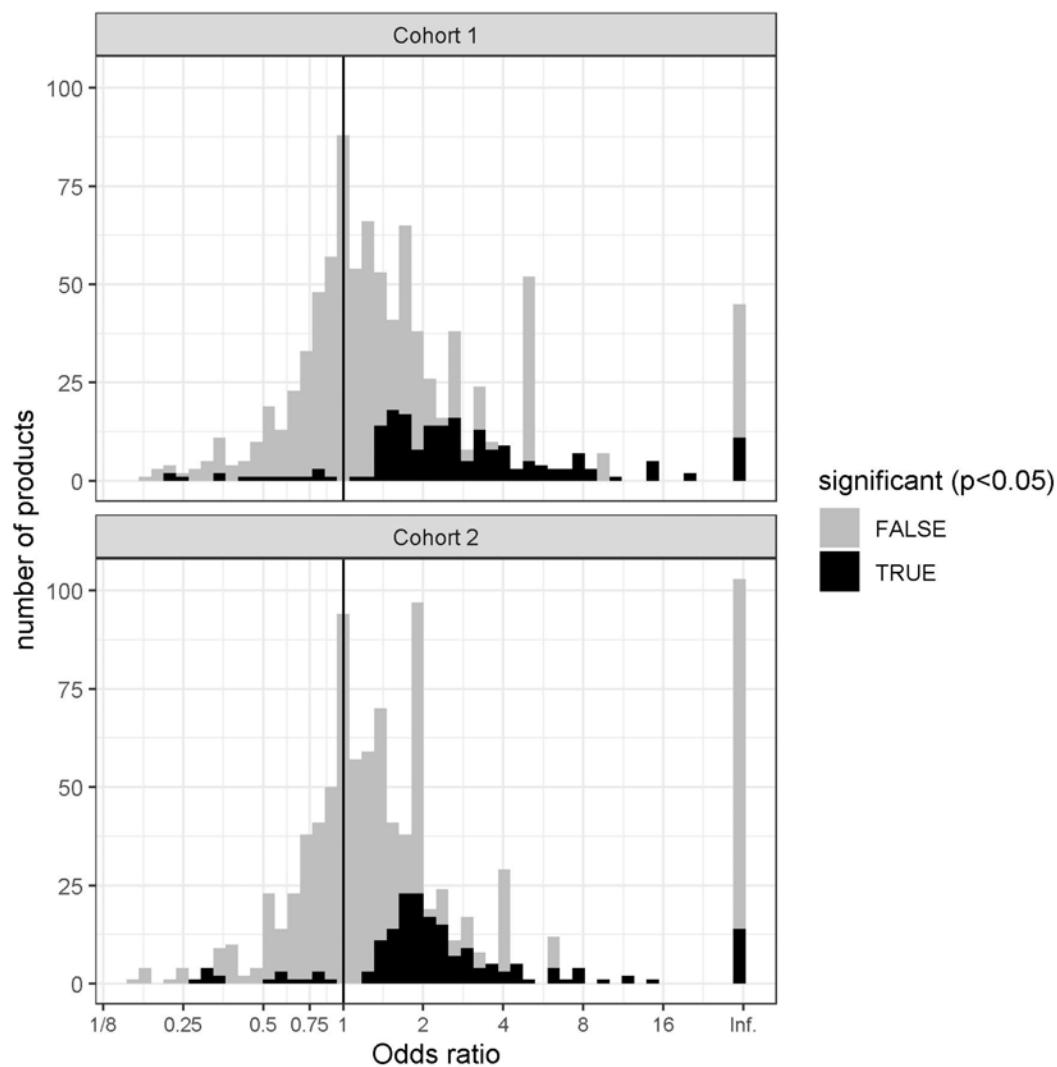 Cohort 1
100
75
50
25
0
Cohort 2
100
75
50
25
0
number of products
1/8 0.25 0.5 0.75 1 2 4 8 16 Inf.
Odds ratio
significant (p<0.05)
FALSE
TRUE